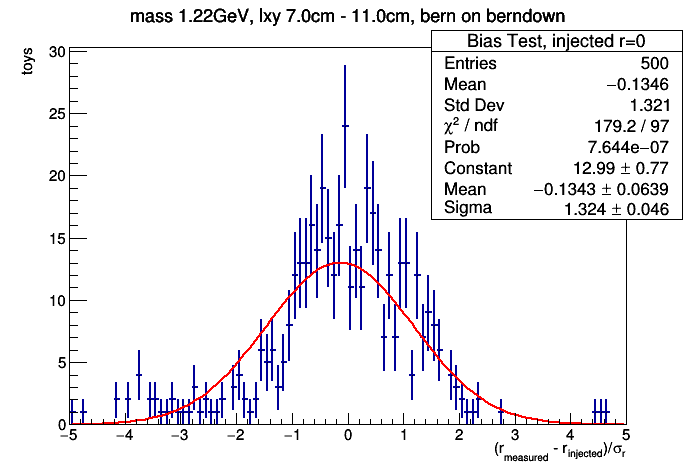 mass 1.22GeV, lxy 7.0cm - 11.0cm, bern on berndown
Bias Test, injected r=0
Entries 500
Mean −0.1346
Std Dev 1.321
χ² / ndf 179.2 / 97
Prob 7.644e−07
Constant 12.99 ± 0.77
Mean −0.1343 ± 0.0639
Sigma 1.324 ± 0.046
toys
30
25
20
15
10
5
0
−5 −4 −3 −2 −1 0 1 2 3 4 5
(r_measured - r_injected)/σ_r